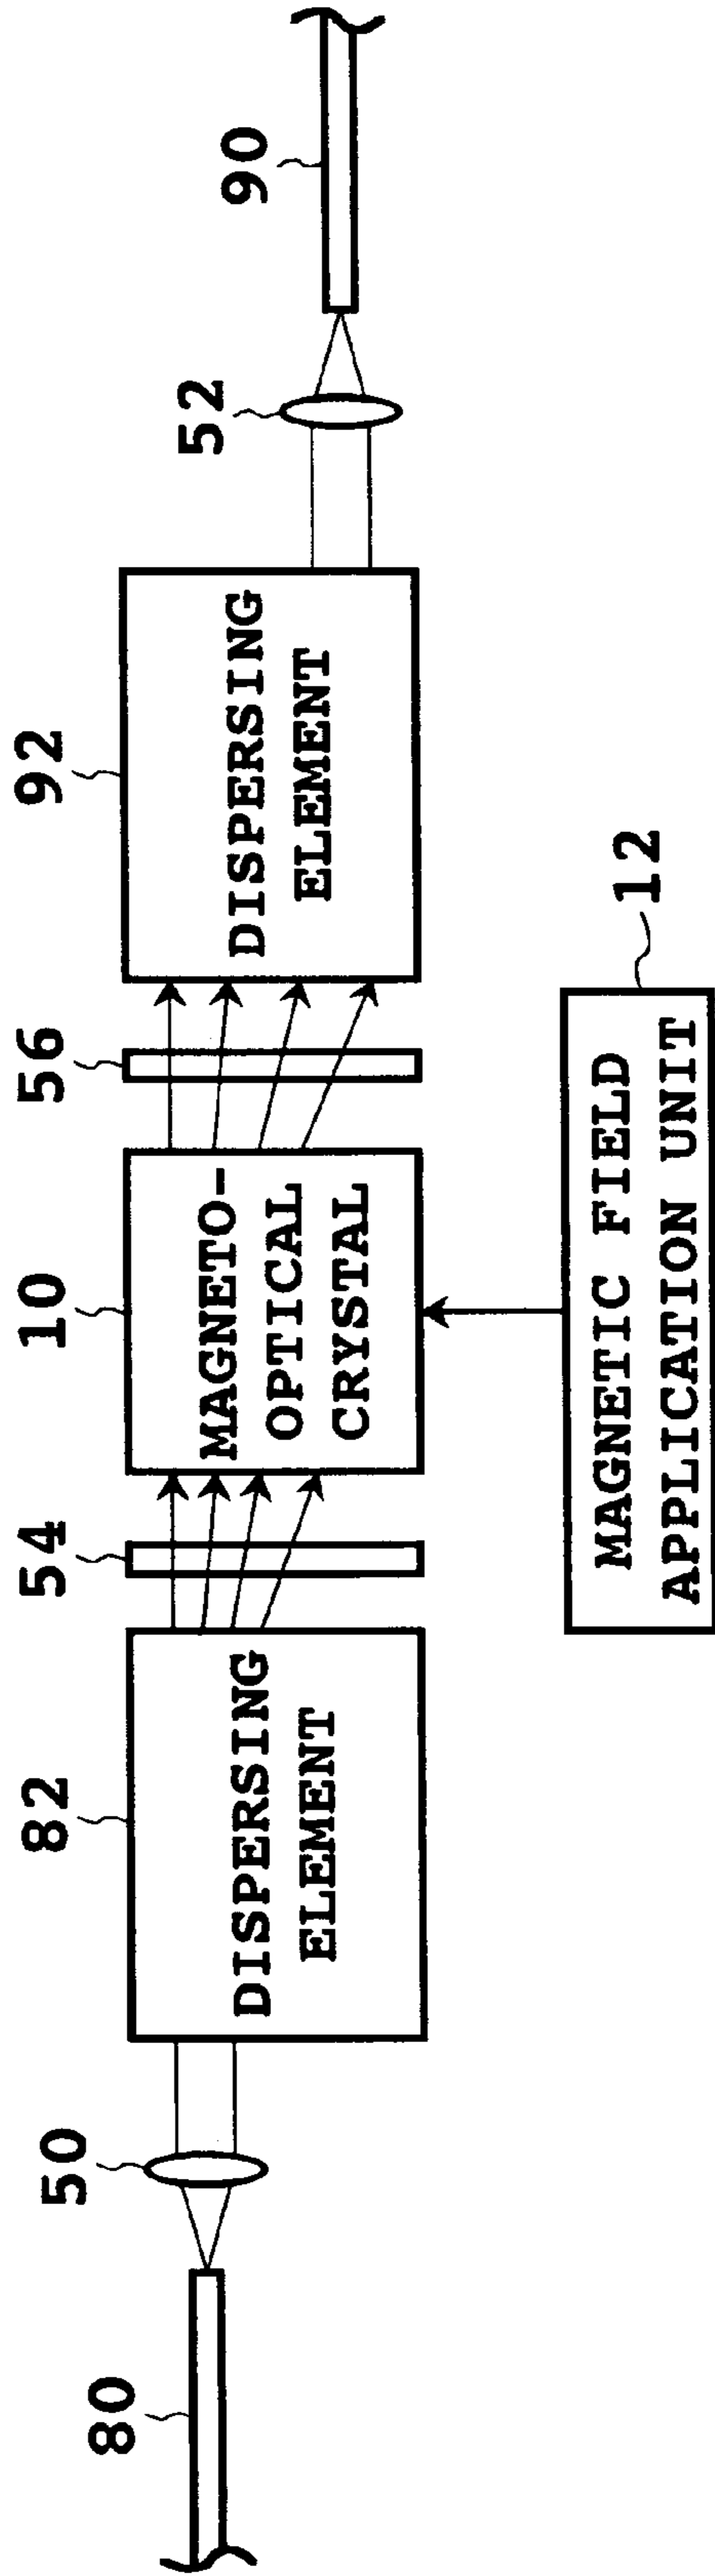 80
50
82
DISPERSING
ELEMENT
54
10
MAGNETO-
OPTICAL
CRYSTAL
56
92
DISPERSING
ELEMENT
52
90
12
MAGNETIC FIELD
APPLICATION UNIT